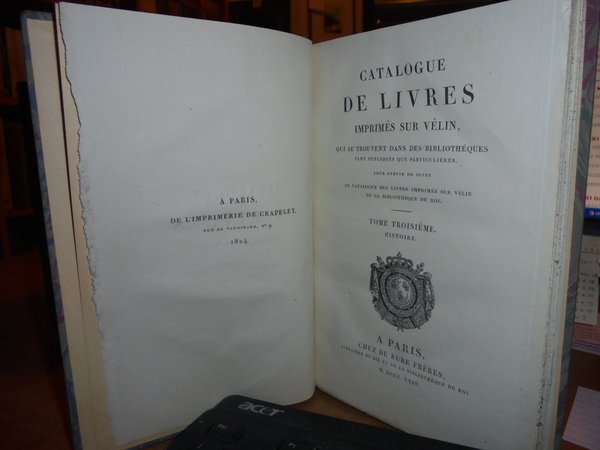 A PARIS,
DE L'IMPRIMERIE DE CRAPELET,
RUE DE VAUGIRARD, N° 9
1824.
CATALOGUE
DE LIVRES
IMPRIMÉS SUR VÉLIN,
QUI SE TROUVENT DANS DES BIBLIOTHÉQUES
TANT PUBLIQUES QUE PARTICULIÈRES,
POUR SERVIR DE SUITE
AU CATALOGUE DES LIVRES IMPRIMÉS SUR VÉLIN
DE LA BIBLIOTHÈQUE DU ROI.
TOME TROISIÈME.
HISTOIRE.
A PARIS,
CHEZ DE BURE FRÈRES,
LIBRAIRES DU ROI ET DE LA BIBLIOTHÈQUE DU ROI.
M. DCCC. XXIV.
acer